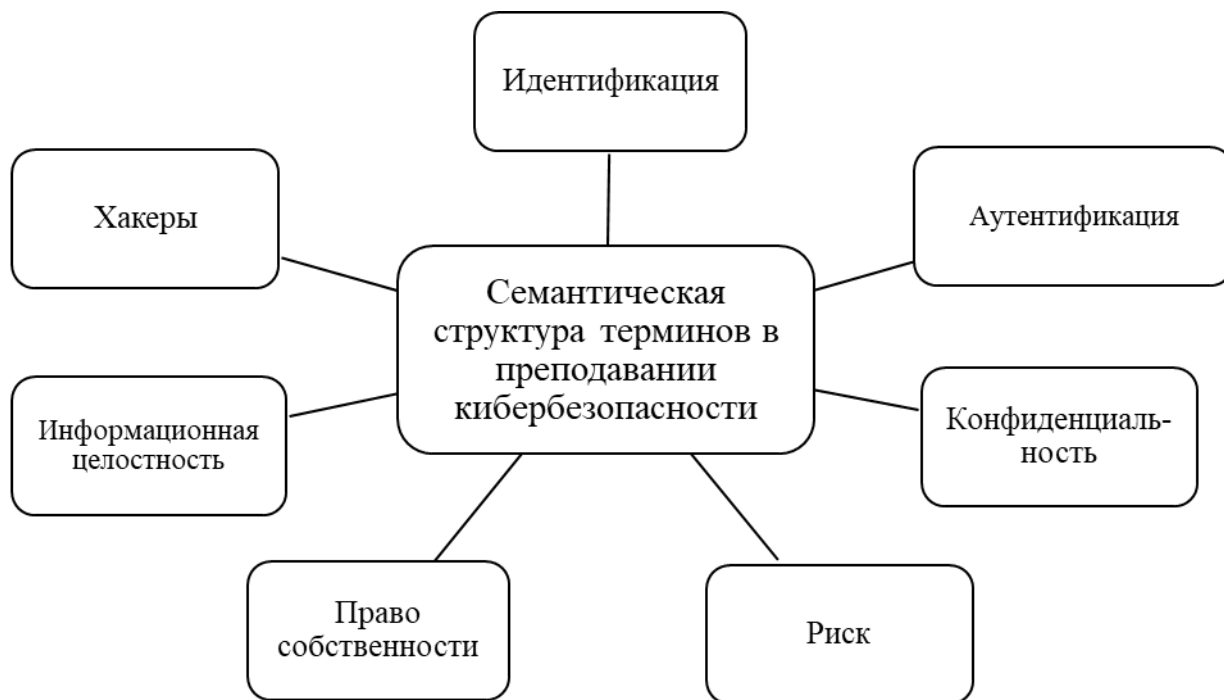 Идентификация
Хакеры
Аутентификация
Семантическая
структура терминов в
преподавании
кибербезопасности
Информационная
целостность
Конфиденциаль-
ность
Право
собственности
Риск